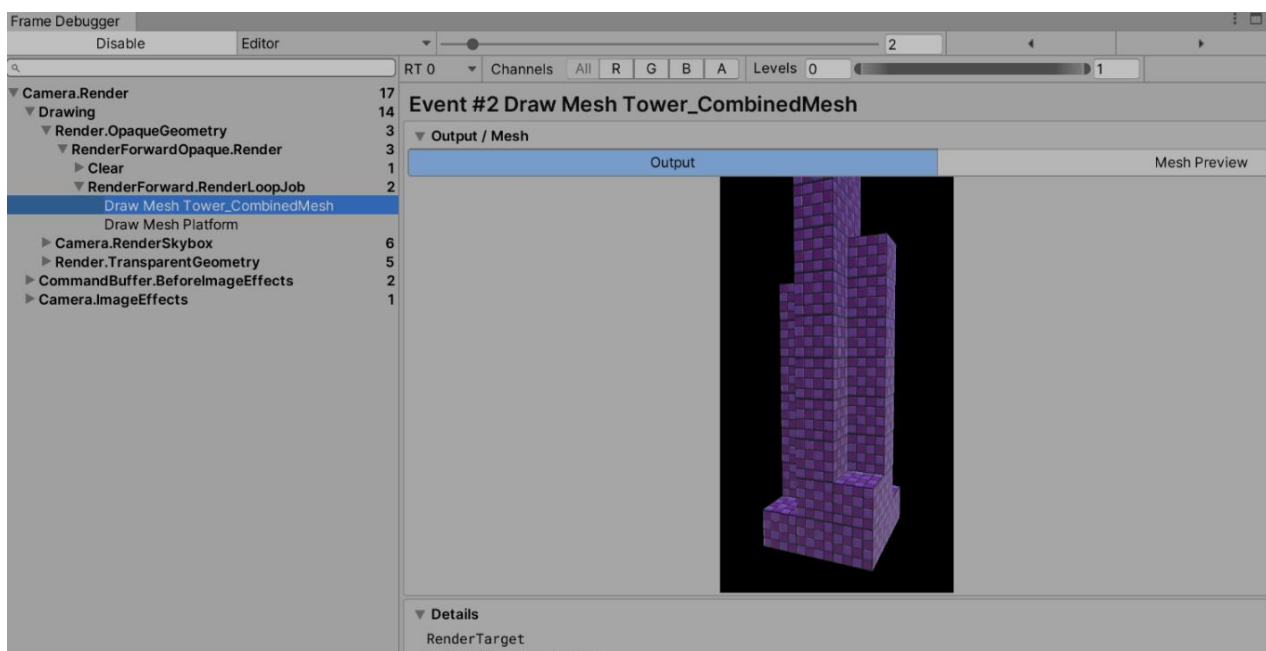 Frame Debugger
Disable Editor 2
RT 0 Channels All R G B A Levels 0 1
Camera.Render 17
Drawing 14
Render.OpaqueGeometry 3
RenderForwardOpaque.Render 3
Clear 1
RenderForward.RenderLoopJob 2
Draw Mesh Tower_CombinedMesh
Draw Mesh Platform
Camera.RenderSkybox 6
Render.TransparentGeometry 5
CommandBuffer.BeforeImageEffects 2
Camera.ImageEffects 1
Event #2 Draw Mesh Tower_CombinedMesh
Output / Mesh
Output Mesh Preview
Details
RenderTarget